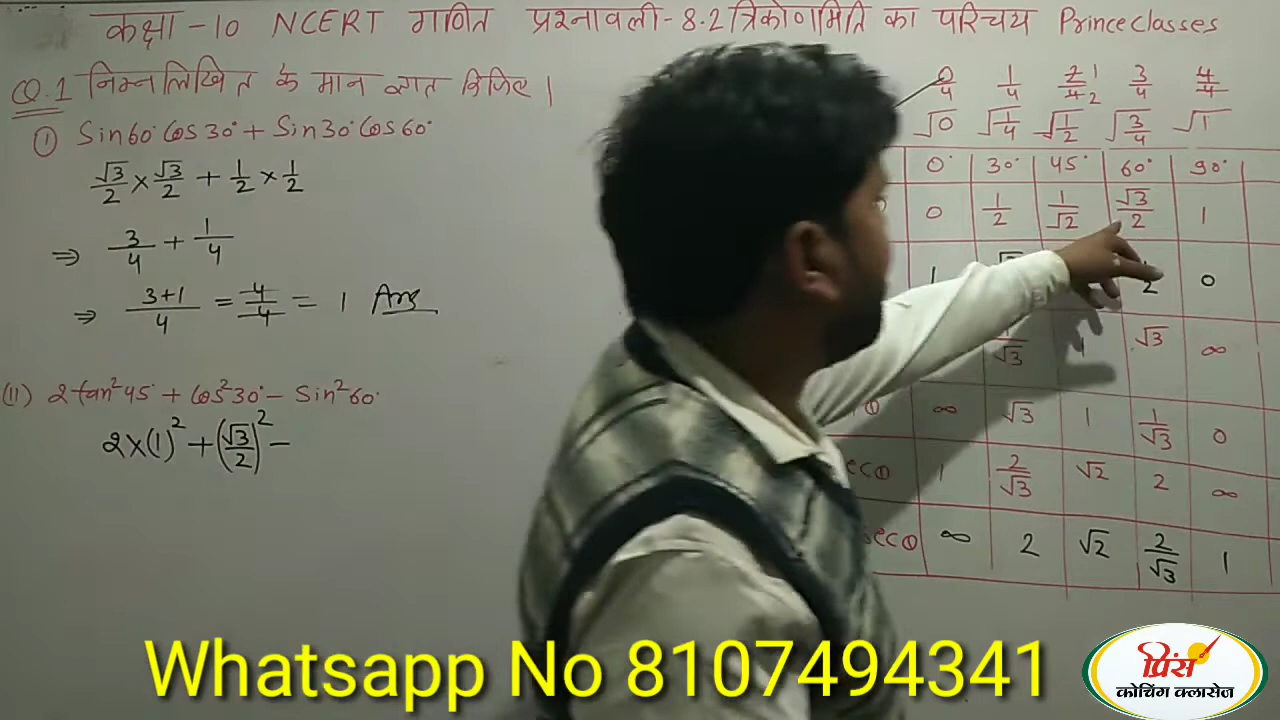 कक्षा -10 NCERT गणित प्रश्नावली-8.2 त्रिकोणमिति का परिचय Prince classes
Q.1 निम्नलिखित के मान ज्ञात कीजिए।
(i) Sin60° Cos30° + Sin30° Cos60°
√3/2 × √3/2 + 1/2 × 1/2
⇒ 3/4 + 1/4
⇒ 3+1/4 = 4/4 = 1 Ans
(II) 2 tan²45° + Cos²30° - Sin²60°
2×(1)² + (√3/2)² -
0/4 1/4 2/4 1 2 3/4 4/4
√0 √1/4 √1/2 √3/4 √1
0° 30° 45° 60° 90°
0 1/2 1/√2 √3/2 1
1 2 0
1/√3 1 √3 ∞
∞ √3 1 1/√3 0
1 2/√3 √2 2 ∞
∞ 2 √2 2/√3 1
Whatsapp No 8107494341
प्रिंस
कोचिंग क्लासेज